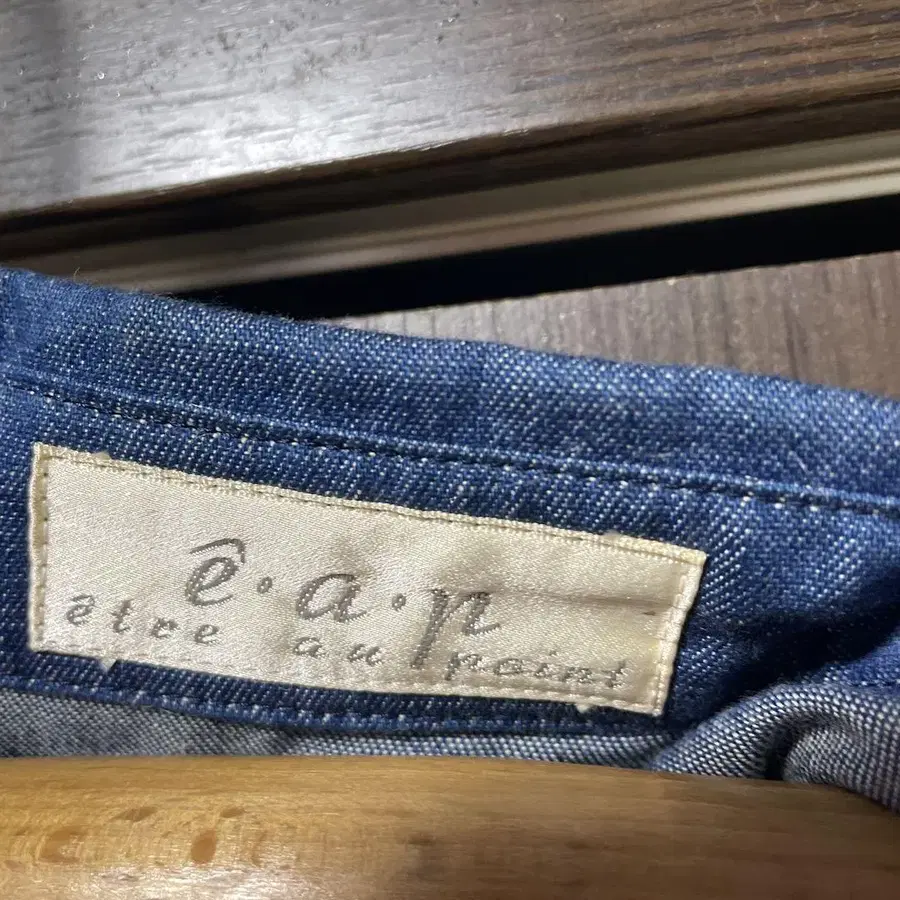 ê·a·p
être au point